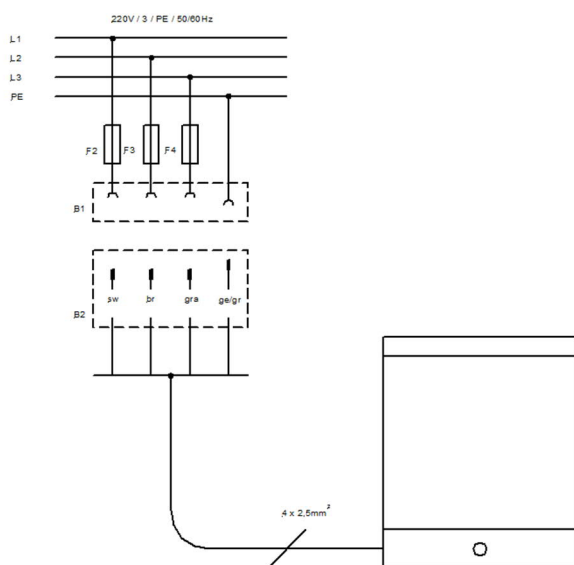 220V / 3 / PE / 50/60Hz
L1
L2
L3
PE
F2
F3
F4
B1
sw
br
gra
ge/gr
B2
4 x 2,5mm²